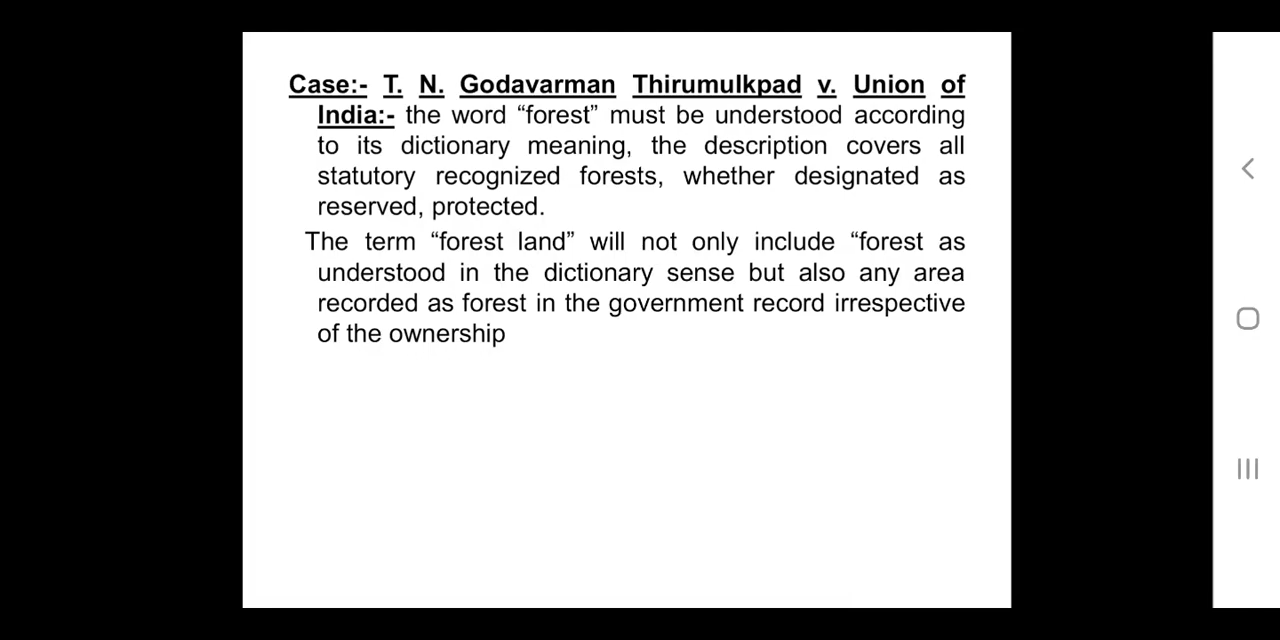 Case:- T. N. Godavarman Thirumulkpad v. Union of
India:- the word “forest” must be understood according
to its dictionary meaning, the description covers all
statutory recognized forests, whether designated as
reserved, protected.
The term “forest land” will not only include “forest as
understood in the dictionary sense but also any area
recorded as forest in the government record irrespective
of the ownership